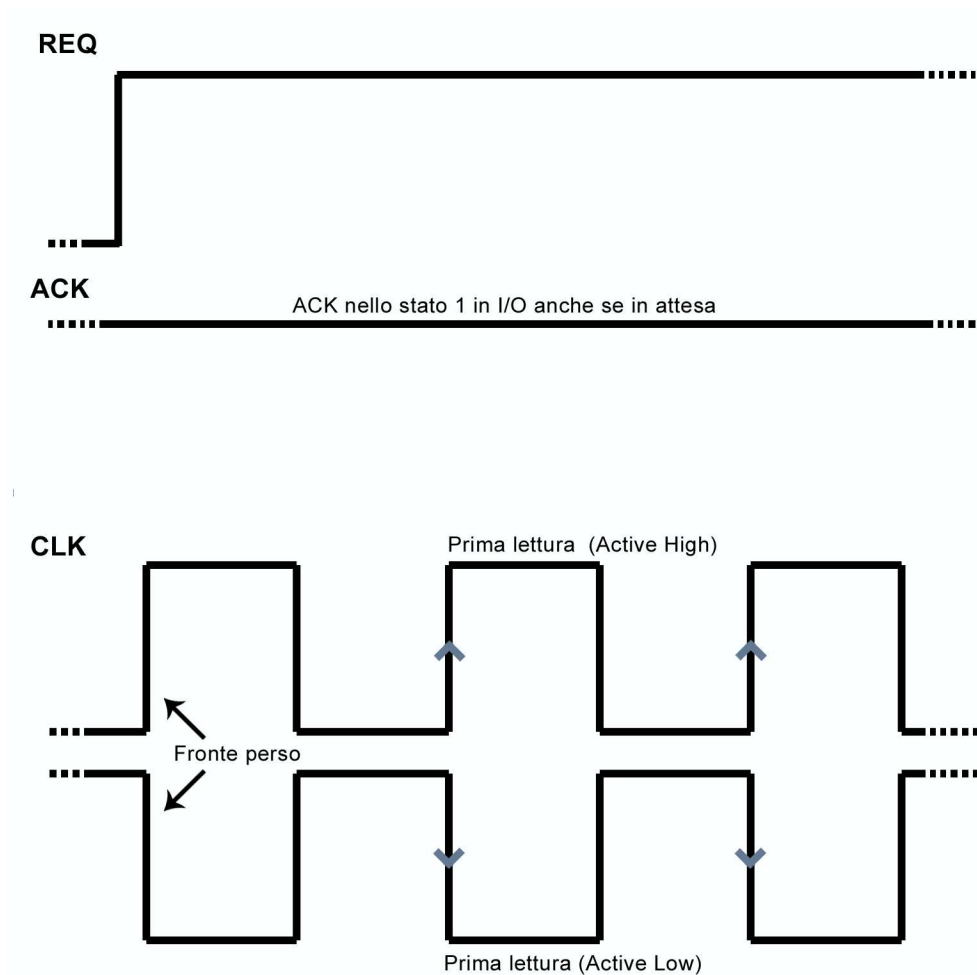 REQ
ACK
ACK nello stato 1 in I/O anche se in attesa
CLK
Prima lettura (Active High)
Fronte perso
Prima lettura (Active Low)